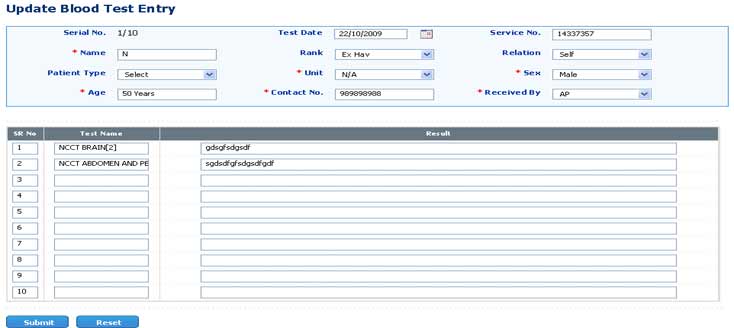 Update Blood Test Entry
Serial No. 1/10 Test Date 22/10/2009 Service No. 14337357
* Name N Rank Ex Hav Relation Self
Patient Type Select * Unit N/A * Sex Male
* Age 50 Years * Contact No. 989898988 * Received By AP
SR No Test Name Result
1 NCCT BRAIN[2] gdsgfsdgsdf
2 NCCT ABDOMEN AND PE sgdsdfgfsdgsdfgdf
3
4
5
6
7
8
9
10
Submit Reset